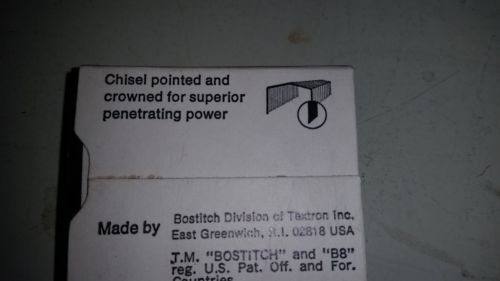 Chisel pointed and
crowned for superior
penetrating power
Made by
Bostitch Division of Textron Inc.
East Greenwich, R.I. 02818 USA
T.M. "BOSTITCH" and "B8"
reg. U.S. Pat. Off. and For.
Countries